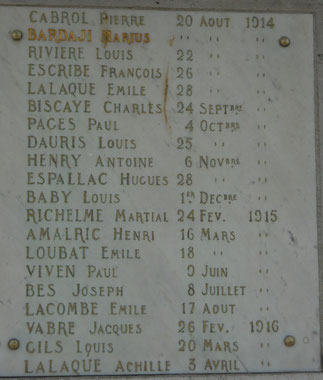 CABROL PIERRE 20 AOUT 1914
BARDAJI MARIUS " " "
RIVIERE LOUIS 22 " "
ESCRIBE FRANÇOIS 26 " "
LALAQUE EMILE 28 " "
BISCAYE CHARLES 24 SEPTBRE "
PAGES PAUL 4 OCTBRE "
DAURIS LOUIS 25 " "
HENRY ANTOINE 6 NOVBRE "
ESPALLAC HUGUES 28 " "
BABY LOUIS 1ER DECBRE "
RICHELME MARTIAL 24 FEV. 1915
AMALRIC HENRI 16 MARS "
LOUBAT EMILE 18 " "
VIVEN PAUL 9 JUIN "
BES JOSEPH 8 JUILLET "
LACOMBE EMILE 17 AOUT "
VABRE JACQUES 26 FEV. 1916
GILS LOUIS 20 MARS "
LALAQUE ACHILLE 3 AVRIL "